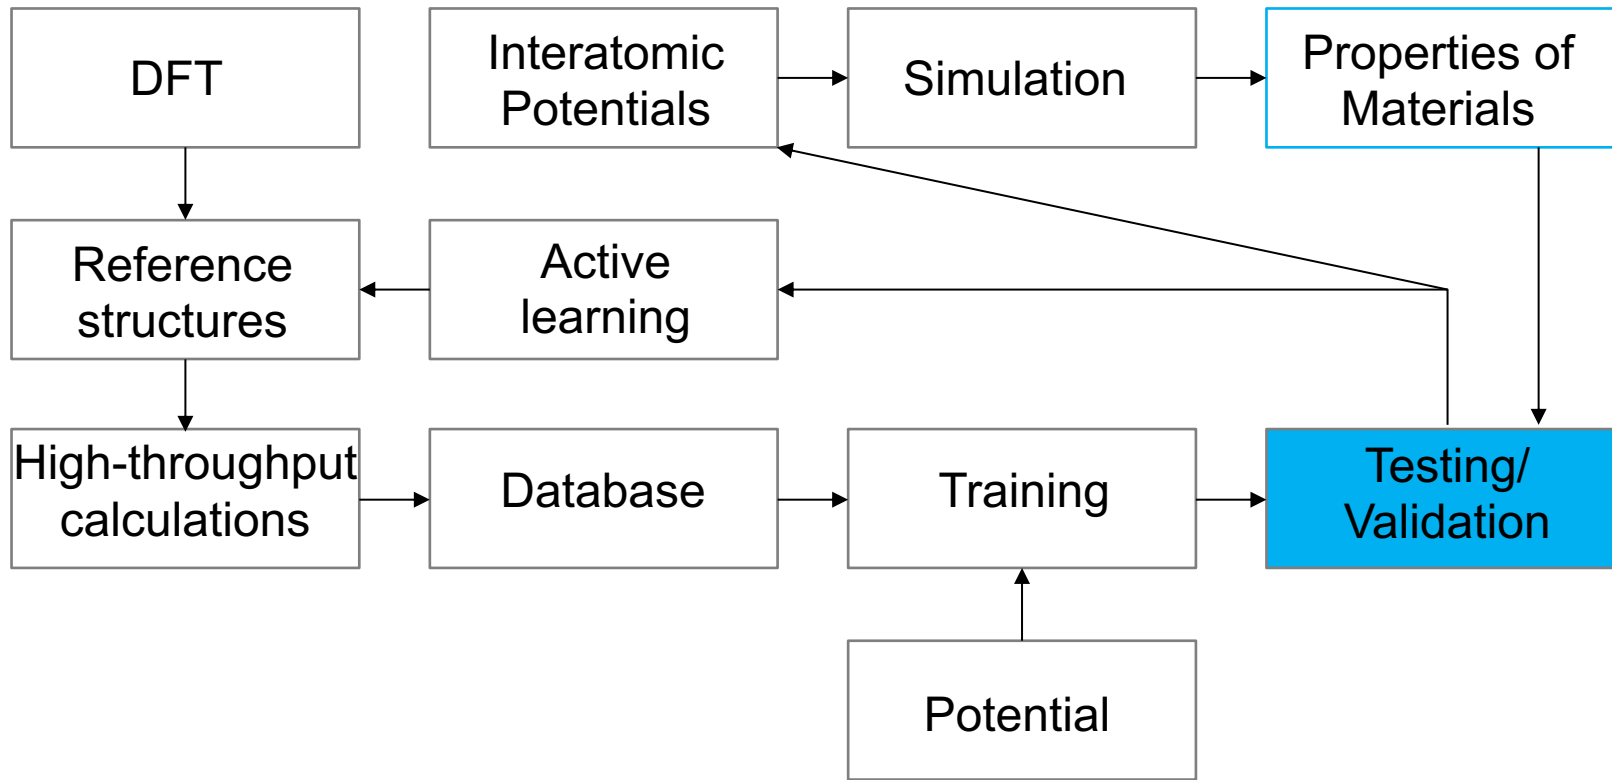 DFT
Interatomic
Potentials
Simulation
Properties of
Materials
Reference
structures
Active
learning
High-throughput
calculations
Database
Training
Testing/
Validation
Potential